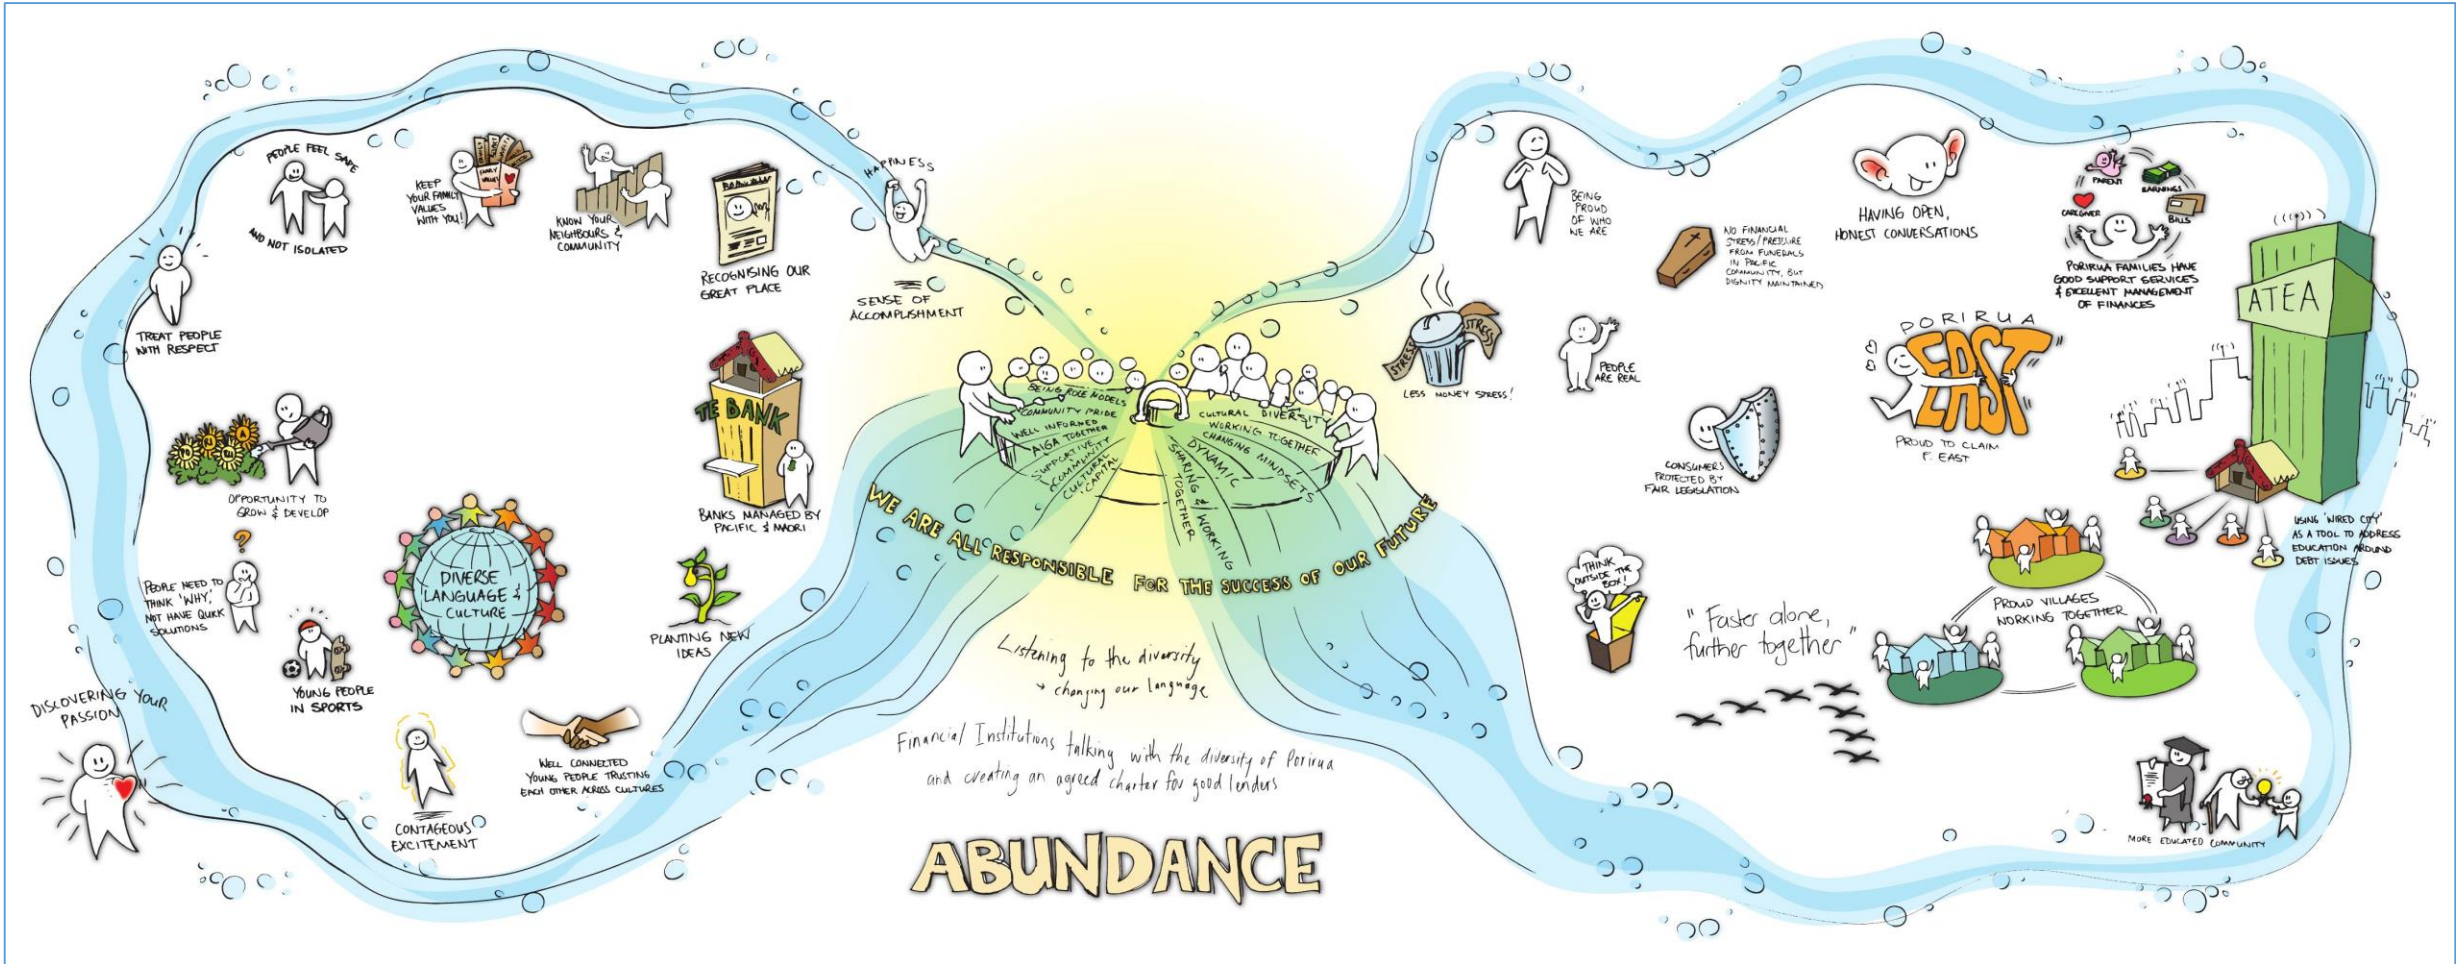 PEOPLE FEEL SAFE
AND NOT ISOLATED
KEEP
YOUR FAMILY
VALUES
WITH YOU!
KNOW YOUR
NEIGHBOURS &
COMMUNITY
RECOGNISING OUR
GREAT PLACE
HAPPINESS
SENSE OF
ACCOMPLISHMENT
TREAT PEOPLE
WITH RESPECT
OPPORTUNITY TO
GROW & DEVELOP
TE BANK
BANKS MANAGED BY
PACIFIC & MAORI
PEOPLE NEED TO
THINK 'WHY,'
NOT HAVE QUICK
SOLUTIONS
DIVERSE
LANGUAGE &
CULTURE
YOUNG PEOPLE
IN SPORTS
PLANTING NEW
IDEAS
DISCOVERING YOUR
PASSION
CONTAGEOUS
EXCITEMENT
WELL CONNECTED
YOUNG PEOPLE TRUSTING
EACH OTHER ACROSS CULTURES
BEING ROLE MODELS
COMMUNITY PRIDE
WELL INFORMED
AIGA TOGETHER
SUPPORTIVE
COMMUNITY
CULTURAL
CAPITAL
CULTURAL DIVERSITY
WORKING TOGETHER
CHANGING MINDSETS
DYNAMIC
SHARING & WORKING
TOGETHER
WE ARE ALL RESPONSIBLE FOR THE SUCCESS OF OUR FUTURE
Listening to the diversity
→ changing our language
Financial Institutions talking with the diversity of Porirua
and creating an agreed charter for good lenders
ABUNDANCE
BEING
PROUD
OF WHO
WE ARE
NO FINANCIAL
STRESS/PRESSURE
FROM FUNERALS
IN PACIFIC
COMMUNITY, BUT
DIGNITY MAINTAINED
HAVING OPEN,
HONEST CONVERSATIONS
PARENT
EARNINGS
CAREGIVER
BILLS
PORIRUA FAMILIES HAVE
GOOD SUPPORT SERVICES
& EXCELLENT MANAGEMENT
OF FINANCES
ATEA
STRESS
STRESS
LESS MONEY STRESS!
PEOPLE
ARE REAL
PORIRUA
EAST
PROUD TO CLAIM
P. EAST
CONSUMERS
PROTECTED BY
FAIR LEGISLATION
USING 'WIRED CITY'
AS A TOOL TO ADDRESS
EDUCATION AROUND
DEBT ISSUES
THINK
OUTSIDE THE
BOX!
"Faster alone,
further together"
PROUD VILLAGES
WORKING TOGETHER
MORE EDUCATED COMMUNITY